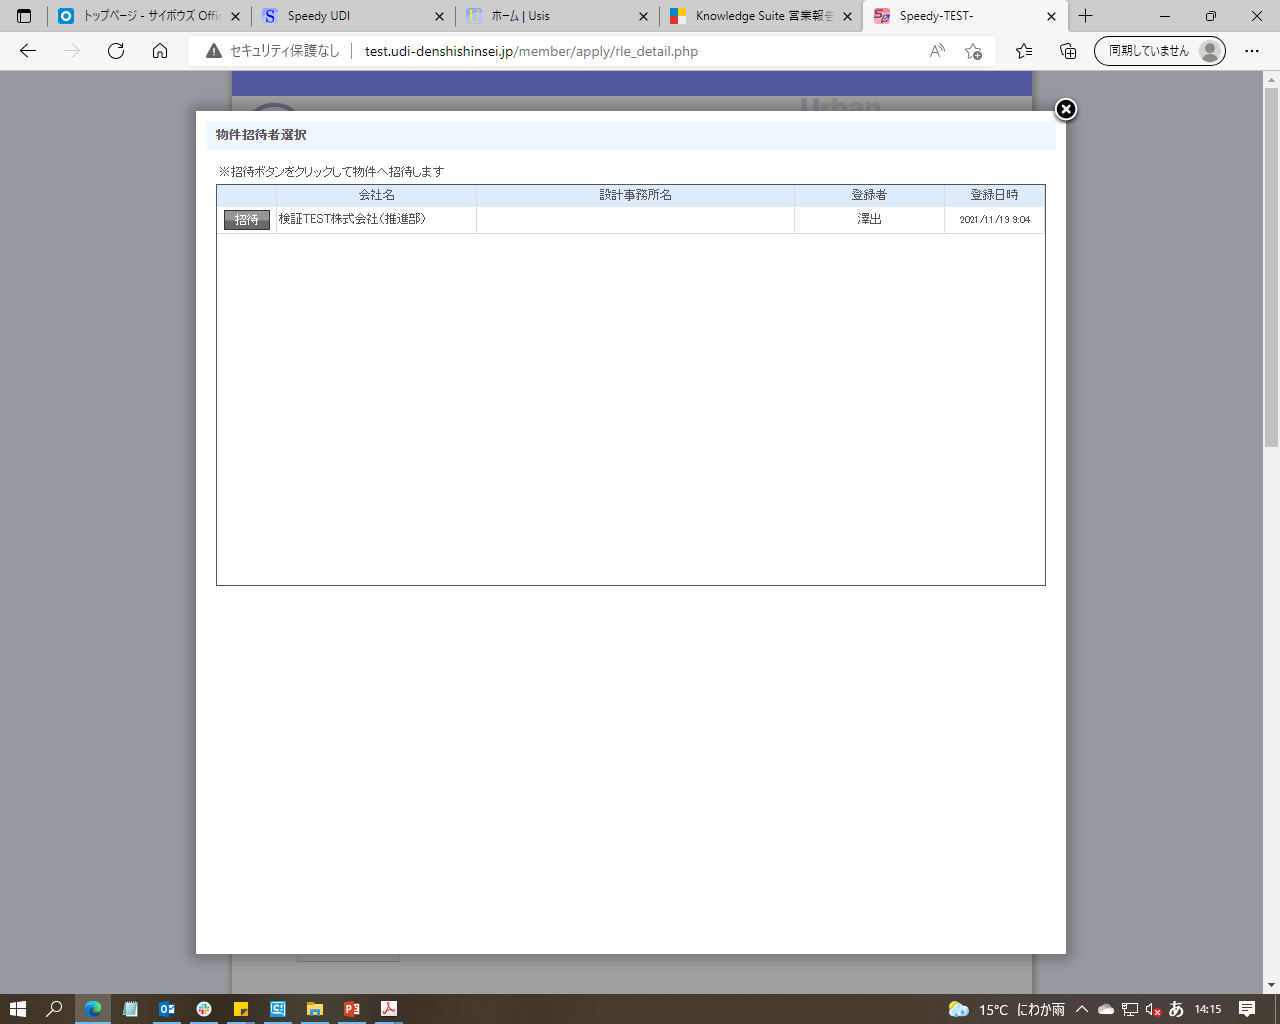 トップページ - サイボウズ Offi
Speedy UDI
ホーム | Usis
Knowledge Suite 営業報告
Speedy-TEST-
セキュリティ保護なし
test.udi-denshishinsei.jp/member/apply/rle_detail.php
同期していません
Urban
物件招待者選択
※招待ボタンをクリックして物件へ招待します
会社名 設計事務所名 登録者 登録日時
招待 検証TEST株式会社(推進部) 澤出 2021/11/19 9:04
15°C にわか雨 あ 14:15